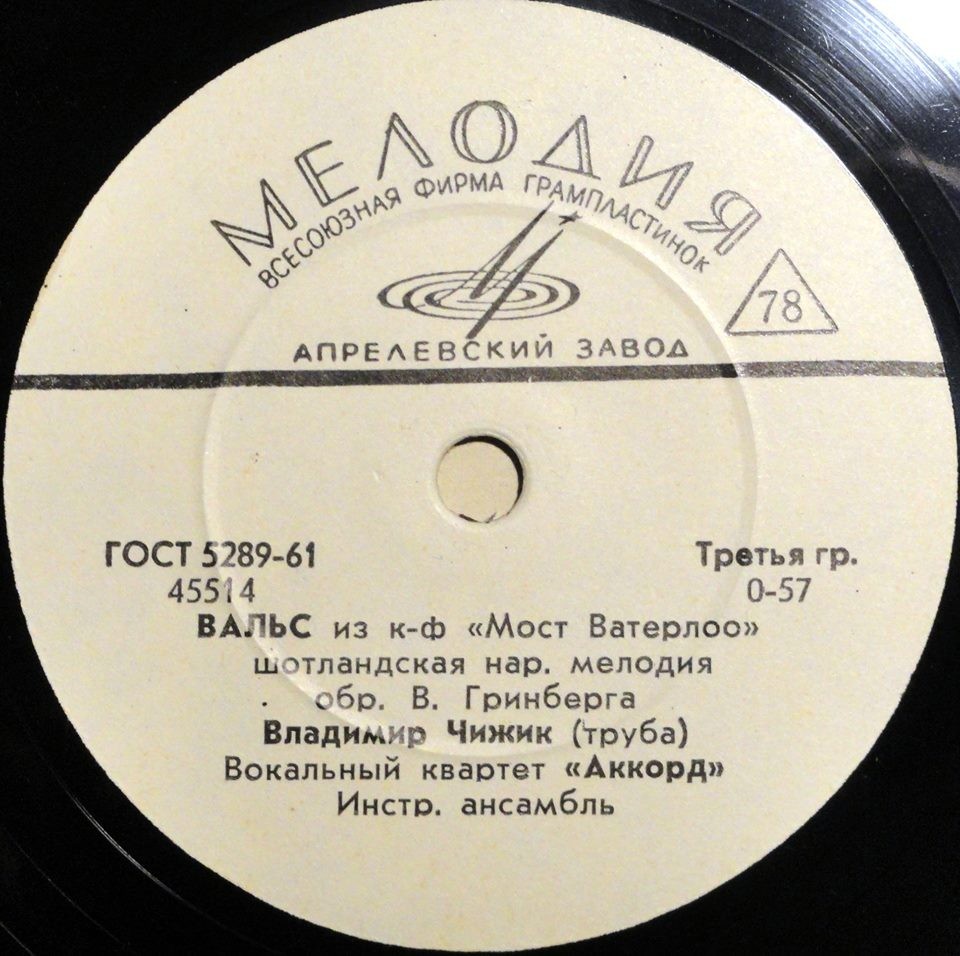 МЕЛОДИЯ
ВСЕСОЮЗНАЯ ФИРМА ГРАМПЛАСТИНОК
78
АПРЕЛЕВСКИЙ ЗАВОД
ГОСТ 5289-61 Третья гр.
45514 0-57
ВАЛЬС из к-ф «Мост Ватерлоо»
шотландская нар. мелодия
обр. В. Гринберга
Владимир Чижик (труба)
Вокальный квартет «Аккорд»
Инстр. ансамбль